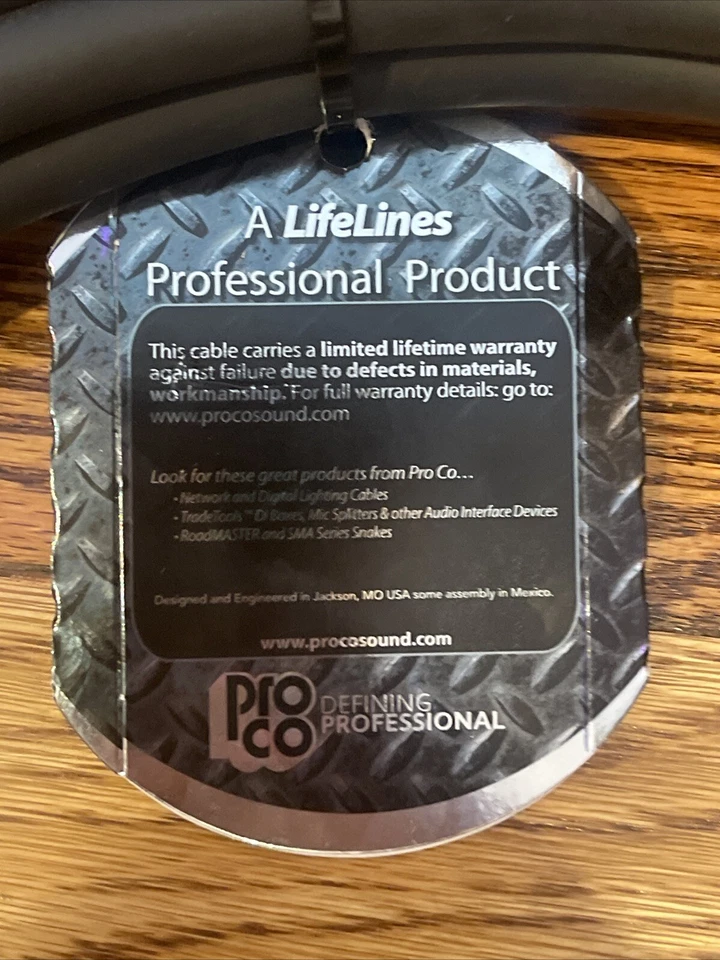 A LifeLines
Professional Product
This cable carries a limited lifetime warranty
against failure due to defects in materials,
workmanship. For full warranty details: go to:
www.procosound.com
Look for these great products from Pro Co...
• Network and Digital Lighting Cables
• TradeTools™ DI Boxes, Mic Splitters & other Audio Interface Devices
• RoadMASTER and SMA Series Snakes
Designed and Engineered in Jackson, MO USA some assembly in Mexico.
www.procosound.com
pro
co
DEFINING
PROFESSIONAL